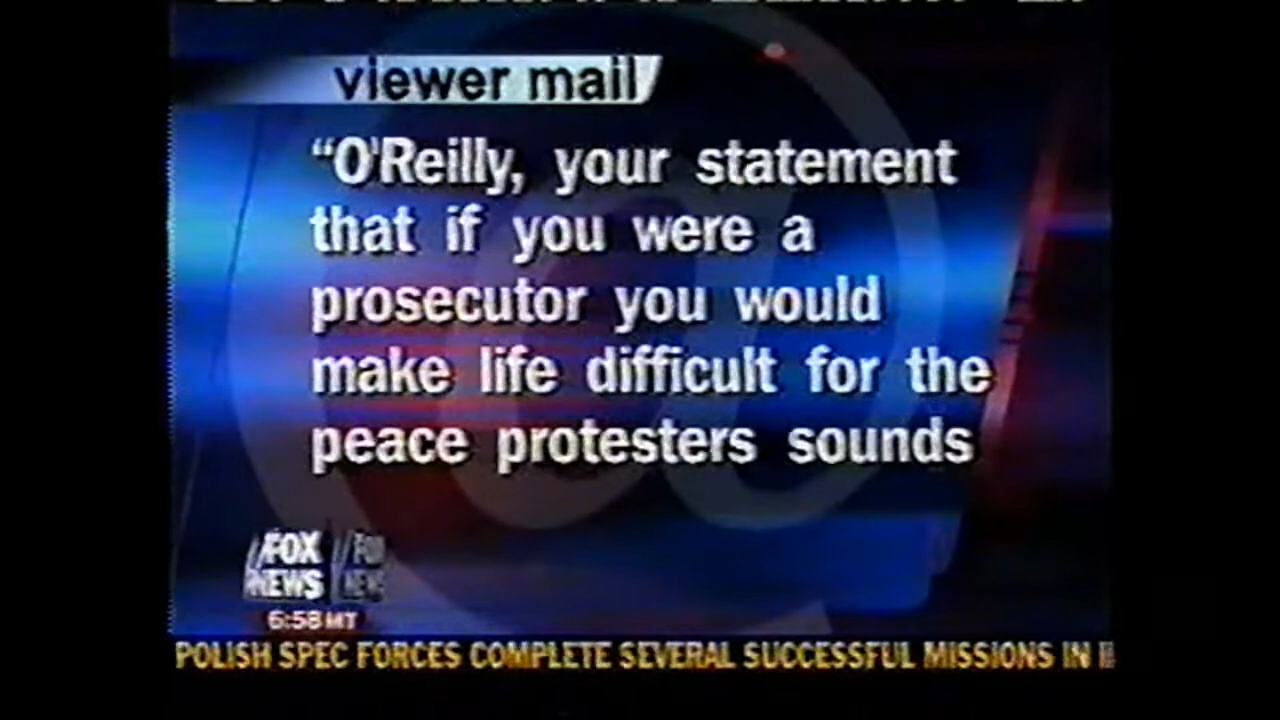 viewer mail
“O'Reilly, your statement
that if you were a
prosecutor you would
make life difficult for the
peace protesters sounds
FOX
NEWS
6:58 MT
POLISH SPEC FORCES COMPLETE SEVERAL SUCCESSFUL MISSIONS IN